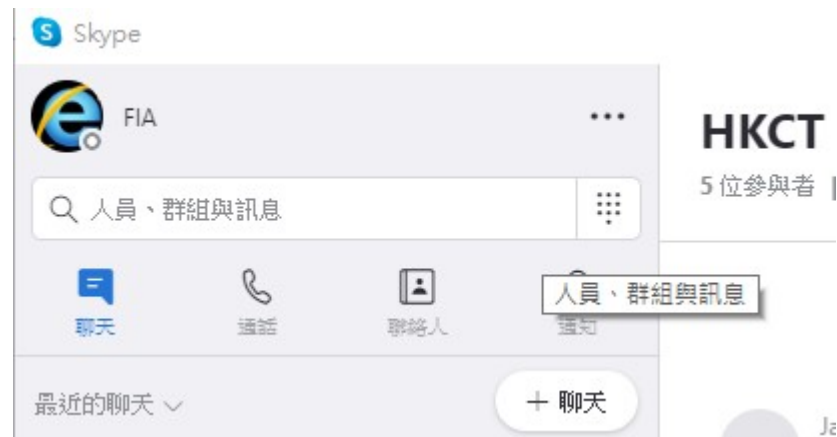 Skype
FIA
HKCT
5 位參與者
人員、群組與訊息
聊天 通話 聯絡人 通知
人員、群組與訊息
最近的聊天
聊天
Ja